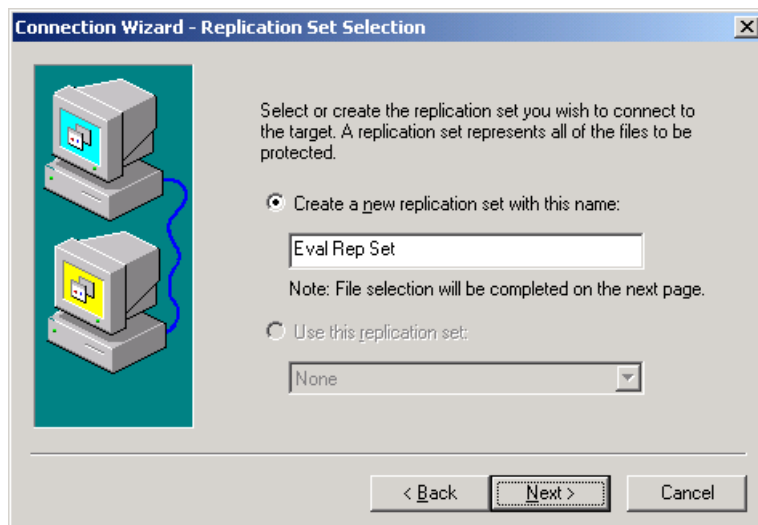 Connection Wizard - Replication Set Selection
Select or create the replication set you wish to connect to
the target. A replication set represents all of the files to be
protected.
Create a new replication set with this name:
Eval Rep Set
Note: File selection will be completed on the next page.
Use this replication set:
None
< Back
Next >
Cancel